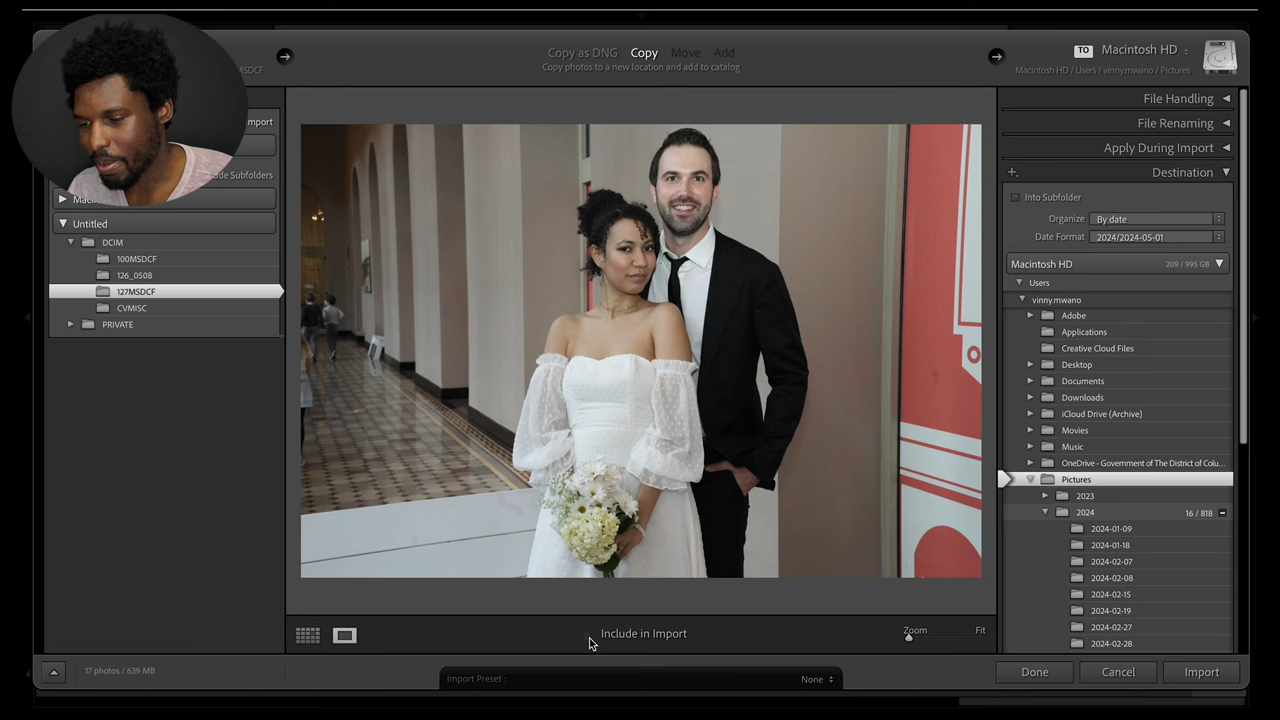 Copy as DNG Copy Move Add
Copy photos to a new location and add to catalog
TO Macintosh HD
Macintosh HD / Users / vinny.mwano / Pictures
MSDCF
Import
Subfolders
Untitled
DCIM
100MSDCF
126_0508
127MSDCF
CVMISC
PRIVATE
File Handling
File Renaming
Apply During Import
Destination
Into Subfolder
Organize By date
Date Format 2024/2024-05-01
Macintosh HD 209 / 995 GB
Users
vinny.mwano
Adobe
Applications
Creative Cloud Files
Desktop
Documents
Downloads
iCloud Drive (Archive)
Movies
Music
OneDrive - Government of The District of Colu...
Pictures
2023
2024 16 / 818
2024-01-09
2024-01-18
2024-02-07
2024-02-08
2024-02-15
2024-02-19
2024-02-27
2024-02-28
Include in Import
Zoom Fit
17 photos / 639 MB
Import Preset : None
Done Cancel Import